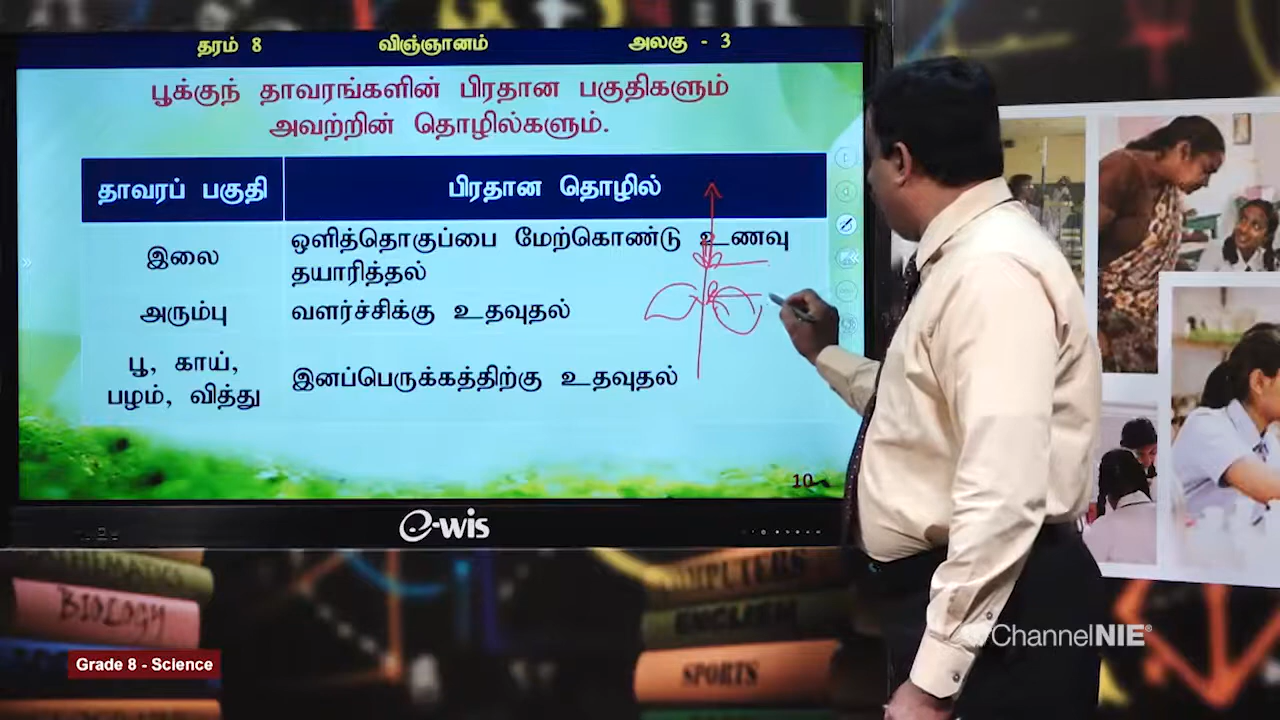 தரம் 8 விஞ்ஞானம் அலகு - 3
பூக்குந் தாவரங்களின் பிரதான பகுதிகளும்
அவற்றின் தொழில்களும்.
தாவரப் பகுதி பிரதான தொழில்
இலை ஒளித்தொகுப்பை மேற்கொண்டு உணவு
தயாரித்தல்
அரும்பு வளர்ச்சிக்கு உதவுதல்
பூ, காய்,
பழம், வித்து இனப்பெருக்கத்திற்கு உதவுதல்
10
e-wis
BIOLOGY
COMPUTERS
SPORTS
ChannelNIE®
Grade 8 - Science